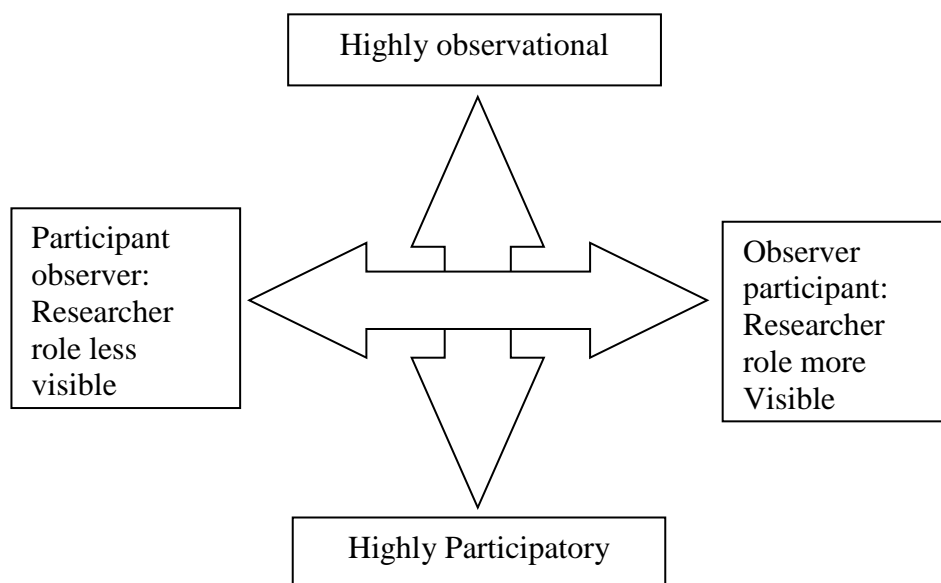 Highly observational
Participant
observer:
Researcher
role less
visible
Observer
participant:
Researcher
role more
Visible
Highly Participatory